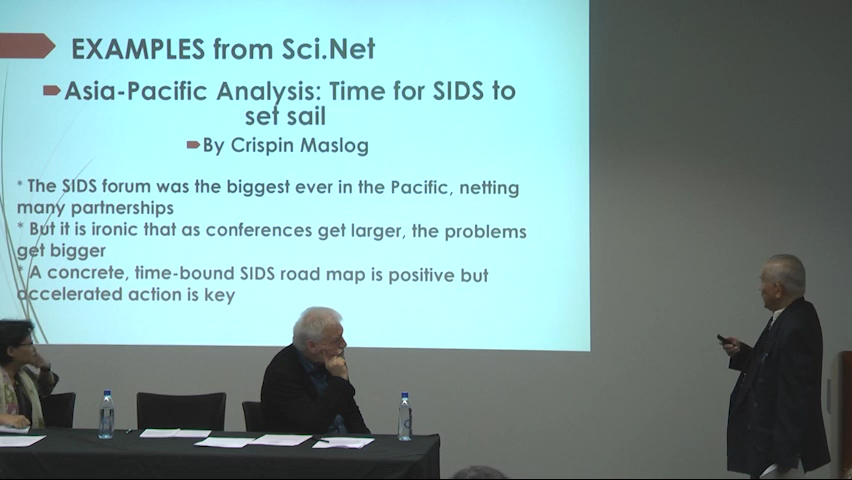 EXAMPLES from Sci.Net
Asia-Pacific Analysis: Time for SIDS to
set sail
By Crispin Maslog
* The SIDS forum was the biggest ever in the Pacific, netting
many partnerships
* But it is ironic that as conferences get larger, the problems
get bigger
* A concrete, time-bound SIDS road map is positive but
accelerated action is key